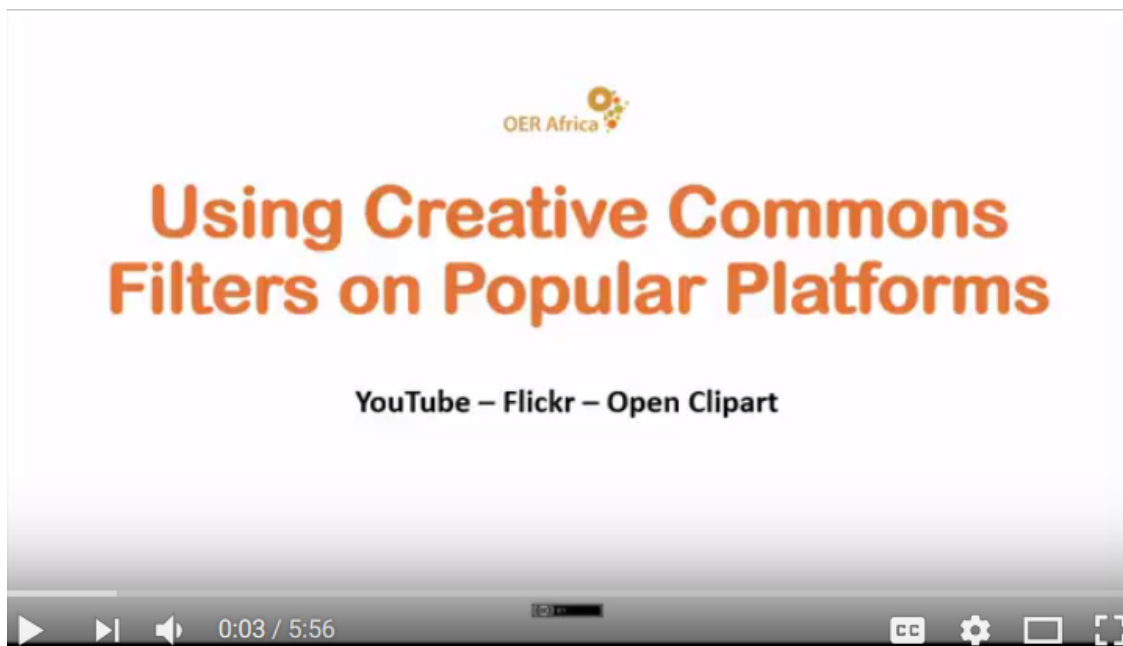 OER Africa
Using Creative Commons
Filters on Popular Platforms
YouTube – Flickr – Open Clipart
0:03 / 5:56
CC